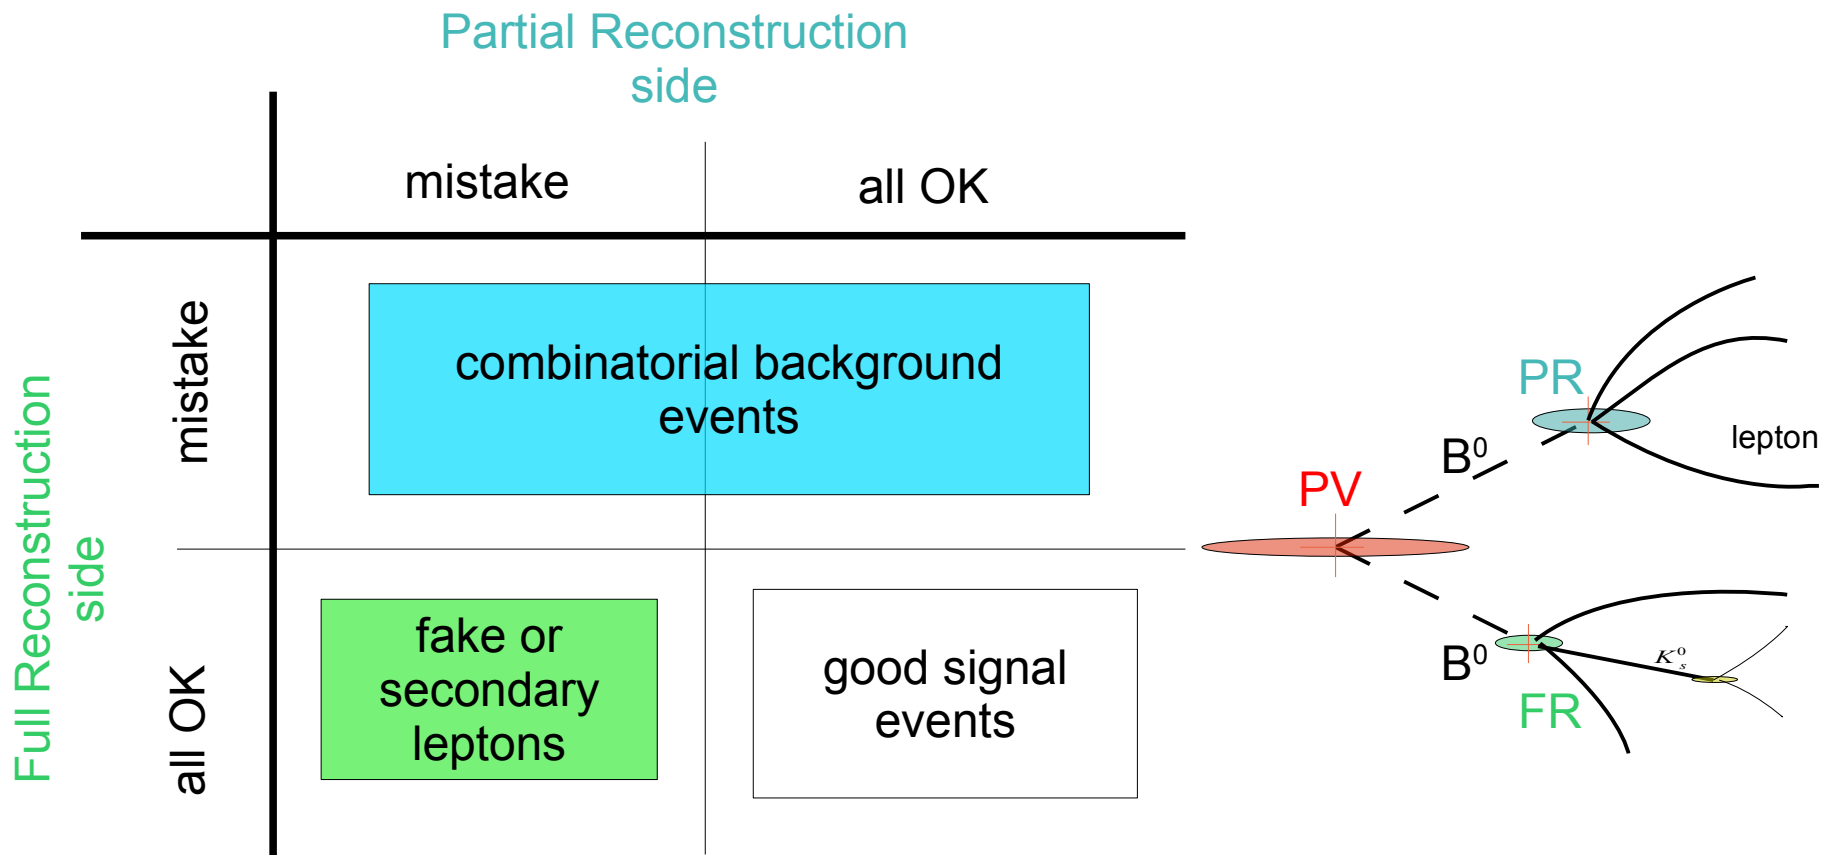 Partial Reconstruction
side
mistake
all OK
Full Reconstruction
side
mistake
all OK
combinatorial background
events
fake or
secondary
leptons
good signal
events
PR
lepton
B⁰
PV
B⁰
K⁰ₛ
FR